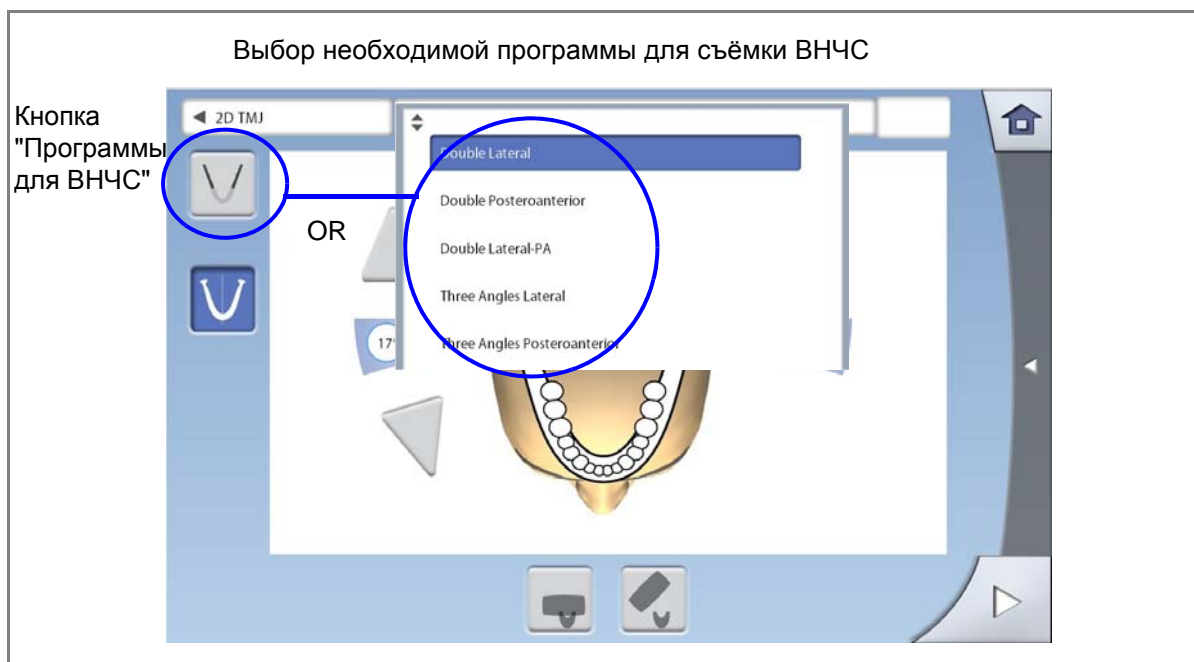 Выбор необходимой программы для съёмки ВНЧС
Кнопка
"Программы
для ВНЧС"
2D TMJ
OR
Double Lateral
Double Posteroanterior
Double Lateral-PA
Three Angles Lateral
Three Angles Posteroanterior
17°